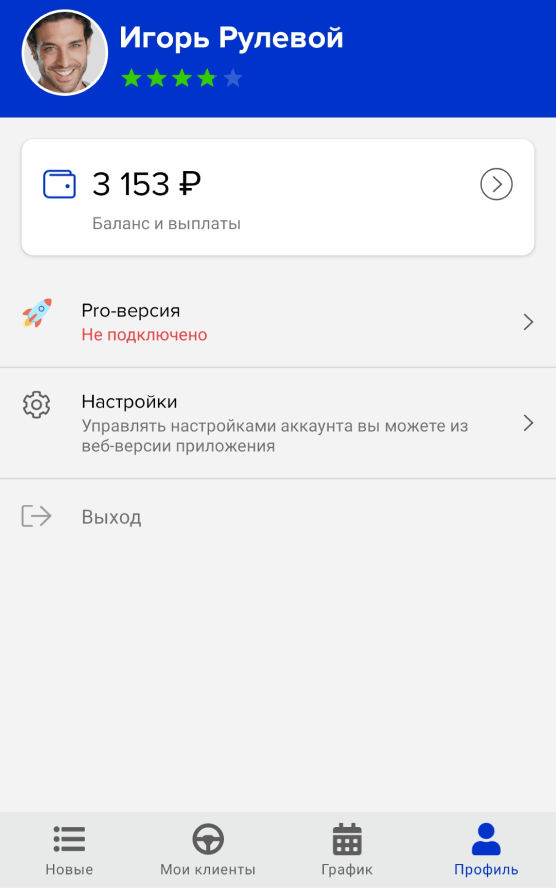 Игорь Рулевой
3 153 ₽
Баланс и выплаты
Pro-версия
Не подключено
Настройки
Управлять настройками аккаунта вы можете из
веб-версии приложения
Выход
Новые
Мои клиенты
График
Профиль